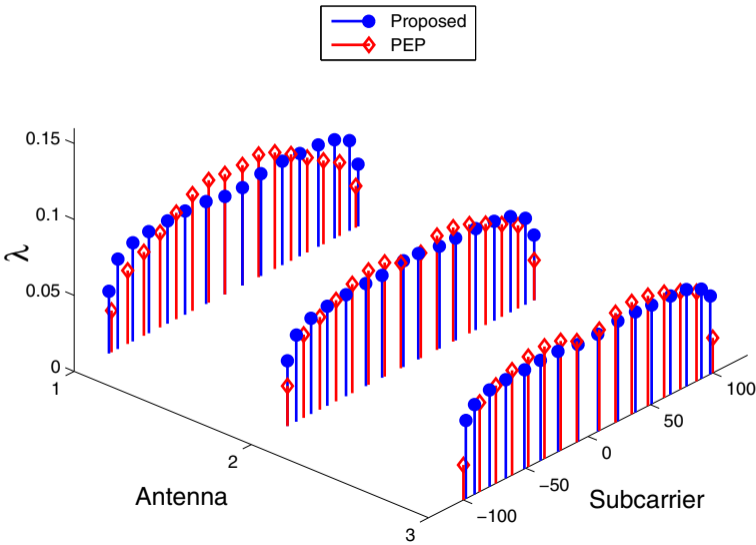 Proposed
PEP
0.15
0.1
0.05
0
λ
1
2
3
Antenna
−100
−50
0
50
100
Subcarrier